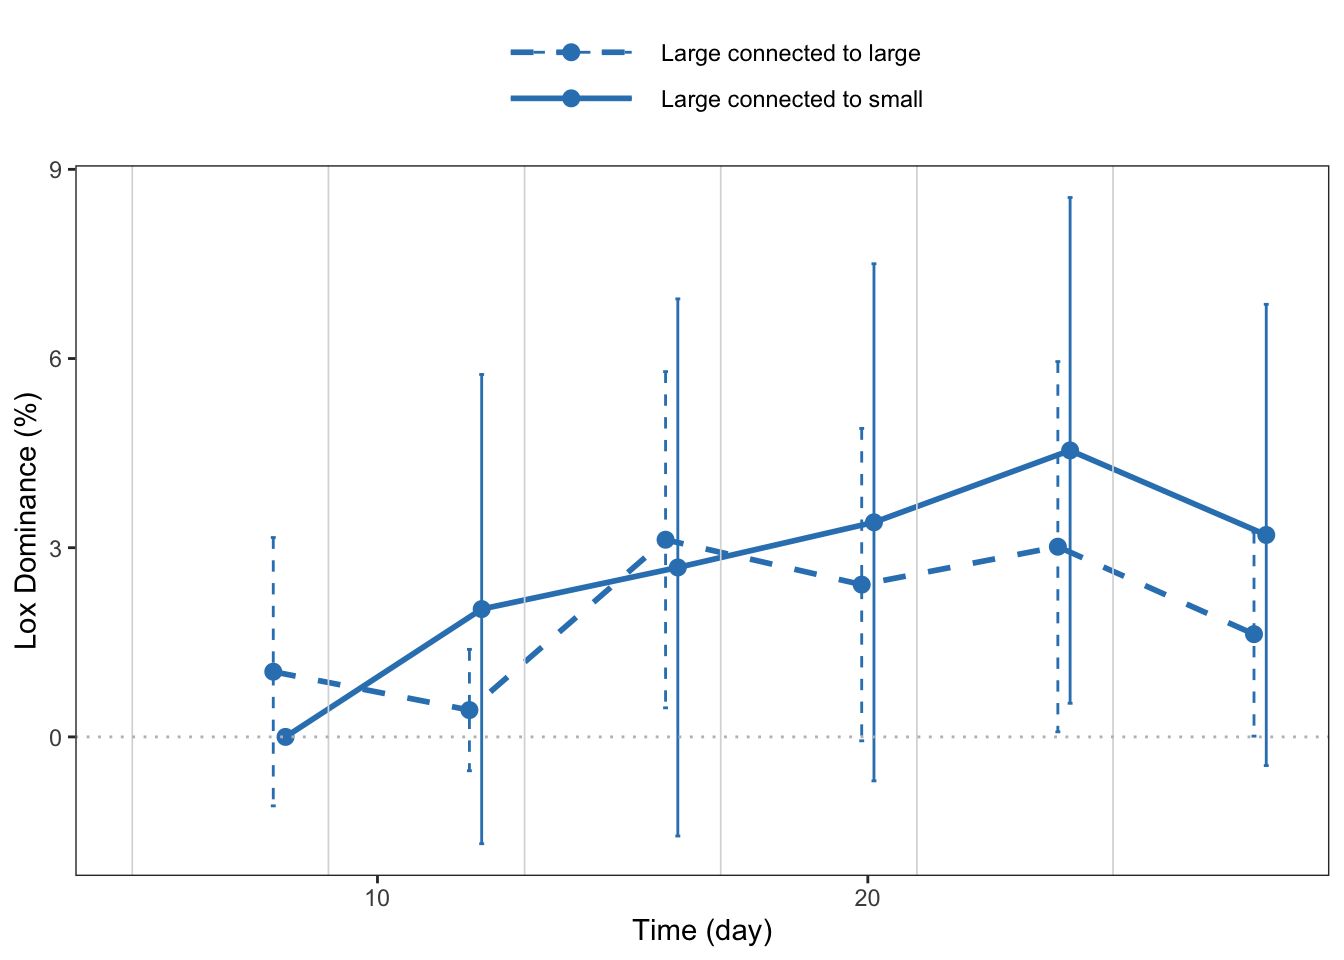 Large connected to large
Large connected to small
9
6
3
0
Lox Dominance (%)
10
20
Time (day)